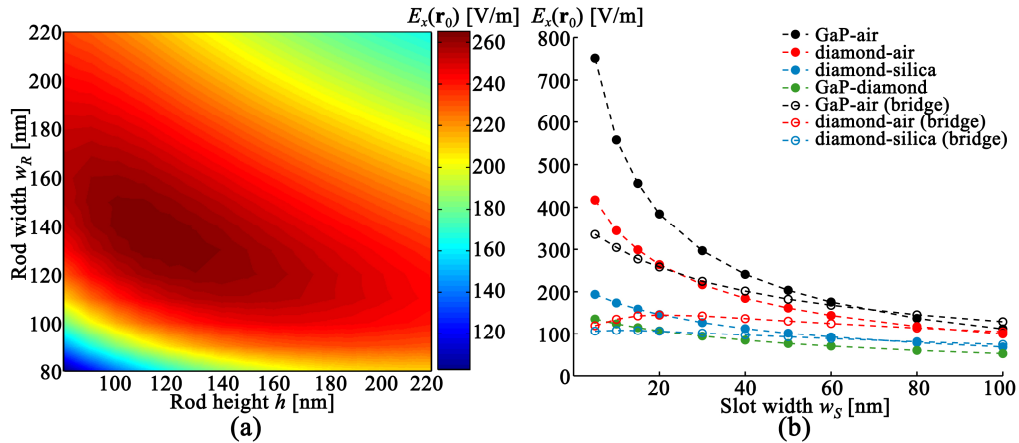 E_x(r_0) [V/m]
220
200
180
160
140
120
100
80
100 120 140 160 180 200 220
Rod width w_R [nm]
Rod height h [nm]
260
240
220
200
180
160
140
120
(a)
E_x(r_0) [V/m]
800
700
600
500
400
300
200
100
0
20 40 60 80 100
Slot width w_S [nm]
GaP-air
diamond-air
diamond-silica
GaP-diamond
GaP-air (bridge)
diamond-air (bridge)
diamond-silica (bridge)
(b)